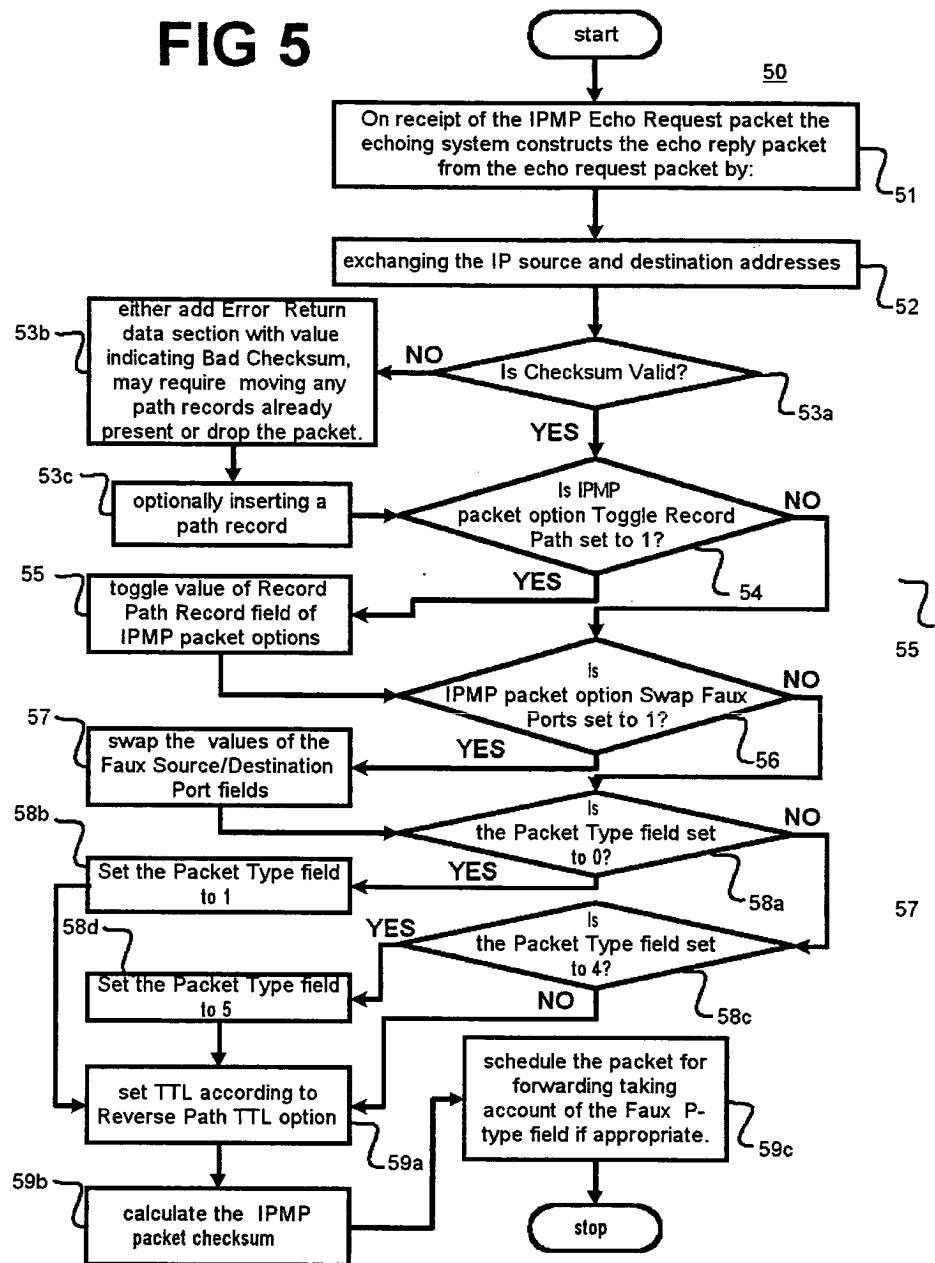 FIG 5
start
50
On receipt of the IPMP Echo Request packet the
echoing system constructs the echo reply packet
from the echo request packet by:
51
exchanging the IP source and destination addresses
52
53b
either add Error Return
data section with value
indicating Bad Checksum,
may require moving any
path records already
present or drop the packet.
NO
Is Checksum Valid?
53a
YES
53c
optionally inserting a
path record
Is IPMP
packet option Toggle Record
Path set to 1?
NO
54
YES
55
toggle value of Record
Path Record field of
IPMP packet options
55
Is
IPMP packet option Swap Faux
Ports set to 1?
NO
56
YES
57
swap the values of the
Faux Source/Destination
Port fields
Is
the Packet Type field set
to 0?
NO
58a
YES
58b
Set the Packet Type field
to 1
57
Is
the Packet Type field set
to 4?
YES
58c
NO
58d
Set the Packet Type field
to 5
set TTL according to
Reverse Path TTL option
59a
59b
calculate the IPMP
packet checksum
schedule the packet for
forwarding taking
account of the Faux P-
type field if appropriate.
59c
stop